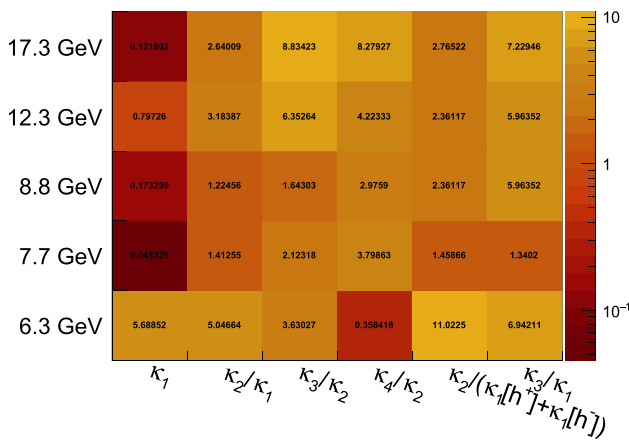 17.3 GeV 0.121802 2.64009 8.83423 8.27927 2.76522 7.22946
12.3 GeV 0.79726 3.18387 6.35264 4.22333 2.36117 5.96352
8.8 GeV 0.173299 1.22456 1.64303 2.9759 2.36117 5.96352
7.7 GeV 0.045329 1.41255 2.12318 3.79863 1.45866 1.3402
6.3 GeV 5.68852 5.04664 3.63027 0.358418 11.0225 6.94211
κ₁ κ₂/κ₁ κ₃/κ₂ κ₄/κ₂ κ₂/(κ₁[h⁺]+κ₁[h⁻]) κ₃/κ₁
10
1
10⁻¹